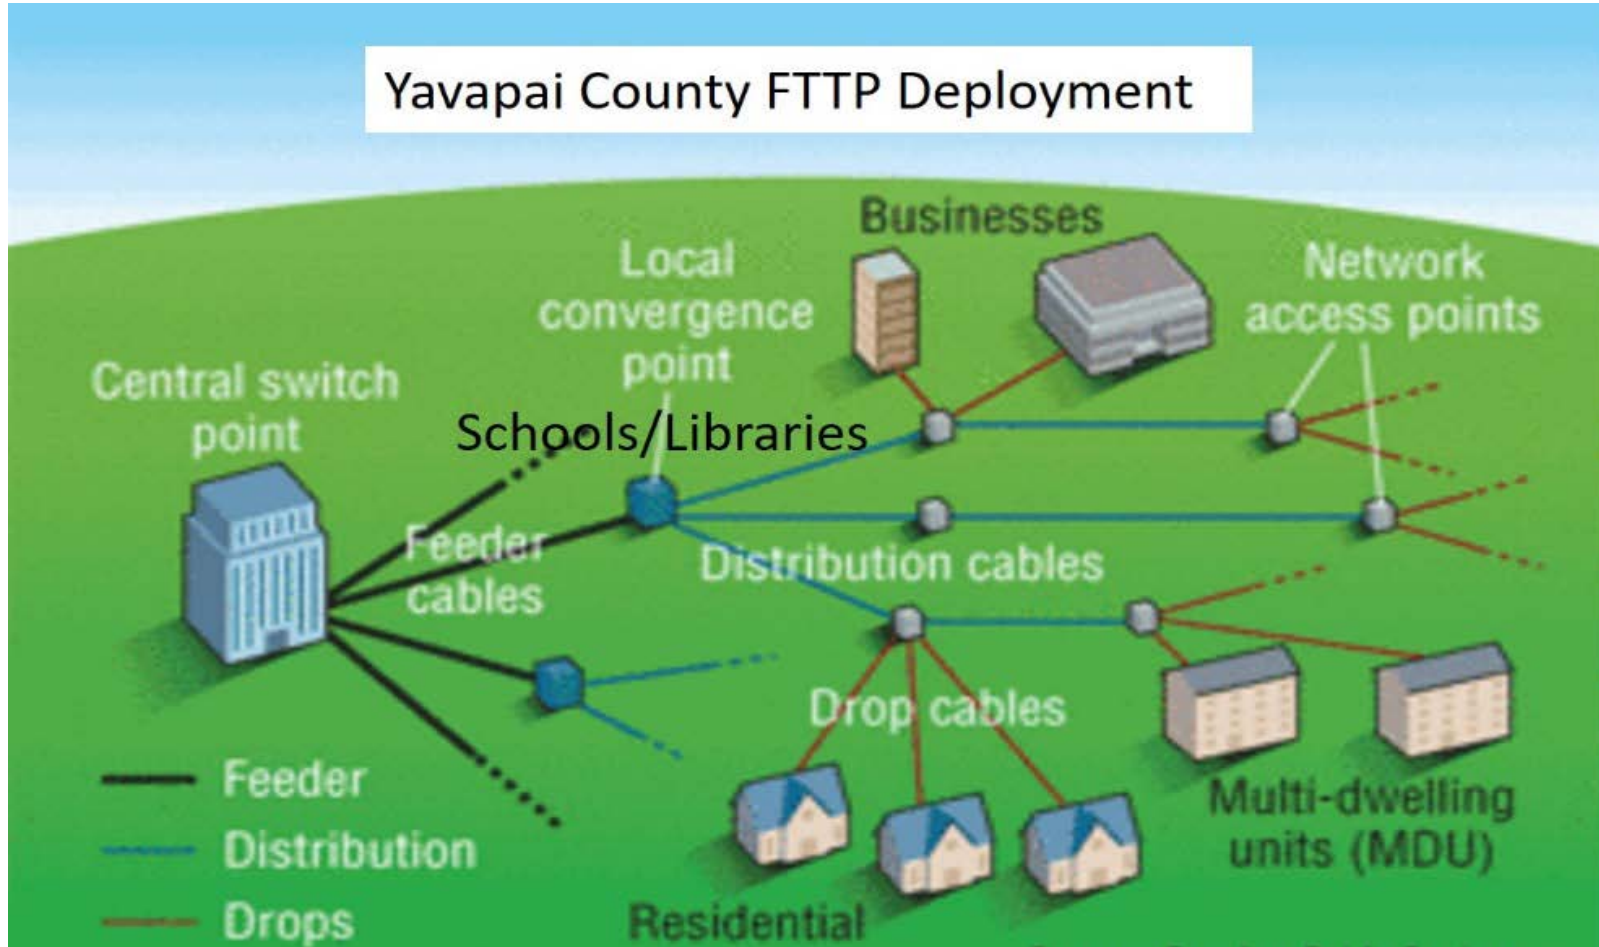 Yavapai County FTTP Deployment
Businesses
Local
convergence
point
Network
access points
Central switch
point
Schools/Libraries
Feeder
cables
Distribution cables
Drop cables
Feeder
Distribution
Drops
Multi-dwelling
units (MDU)
Residential